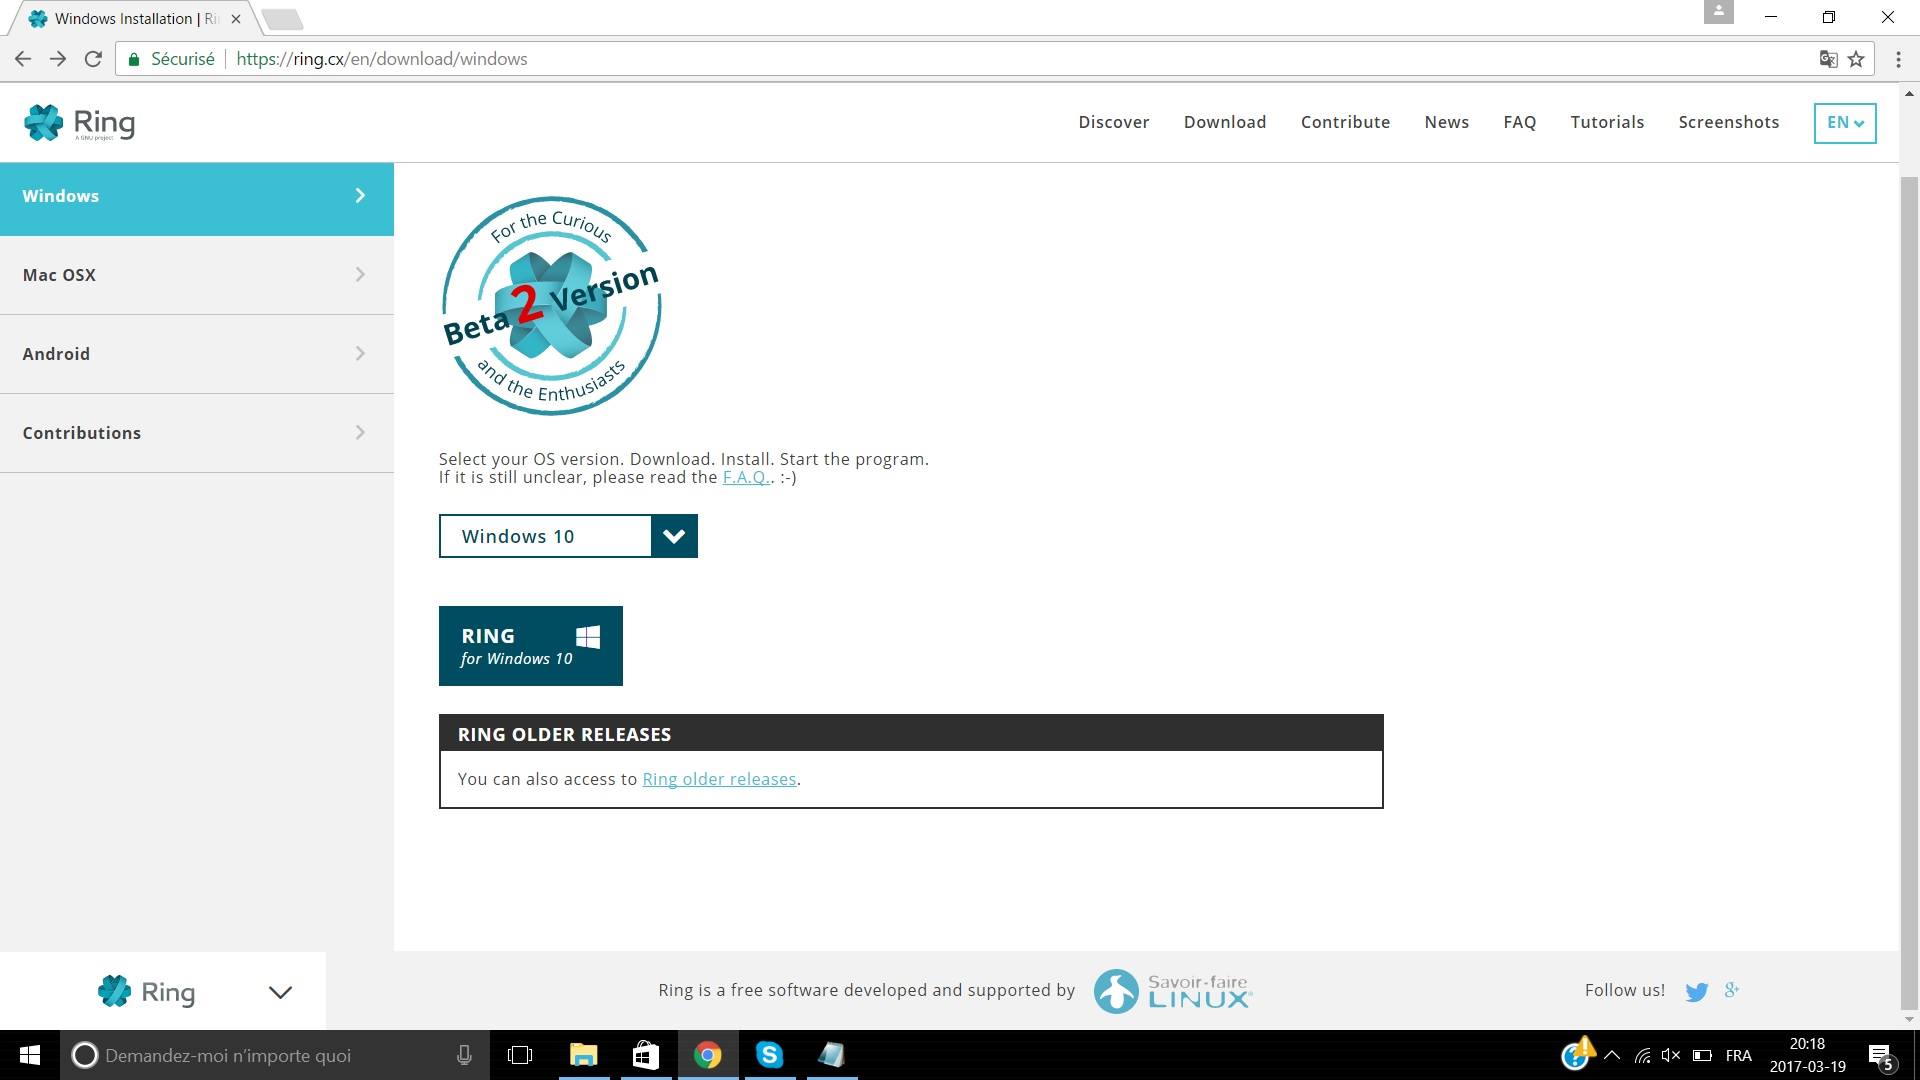 Windows Installation | Ri
Sécurisé
https://ring.cx/en/download/windows
Ring
A GNU project
Discover
Download
Contribute
News
FAQ
Tutorials
Screenshots
EN
Windows
Mac OSX
Android
Contributions
For the Curious
Beta 2 Version
and the Enthusiasts
Select your OS version. Download. Install. Start the program.
If it is still unclear, please read the F.A.Q.. :-)
Windows 10
RING
for Windows 10
RING OLDER RELEASES
You can also access to Ring older releases.
Ring
Ring is a free software developed and supported by
Savoir-faire
LINUX
Follow us!
Demandez-moi n'importe quoi
FRA
20:18
2017-03-19
5